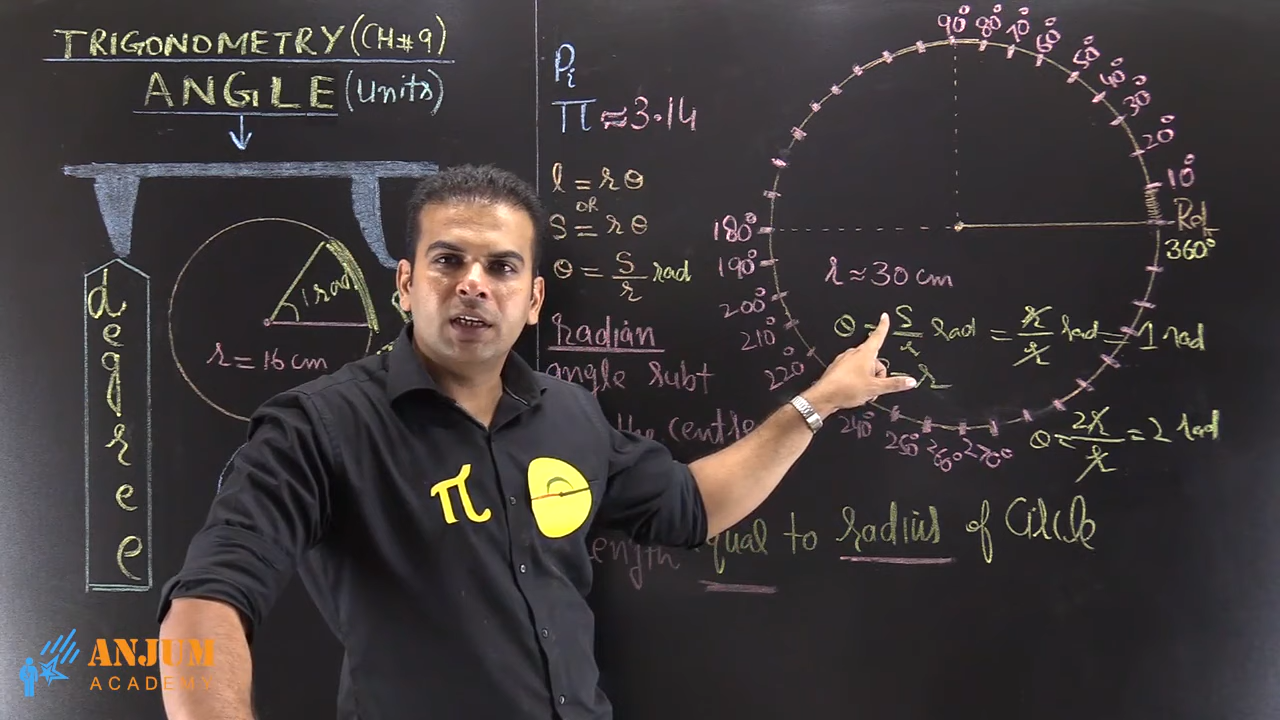 TRIGONOMETRY (CH#9)
ANGLE (Units)
degree
1 rad
r = 16 cm
Pi
π ≈ 3.14
l = rθ
OR
S = rθ
θ = S/r rad
radian
angle subt
the centre
length equal to radius of Circle
90° 80° 70° 60° 50° 40° 30° 20° 10°
Ref
360°
180°
190°
200°
210°
220°
240°
250°
260°
270°
r ≈ 30 cm
θ = S/r rad = r/r rad = 1 rad
r
θ = 2r/r = 2 rad
π
ANJUM
ACADEMY